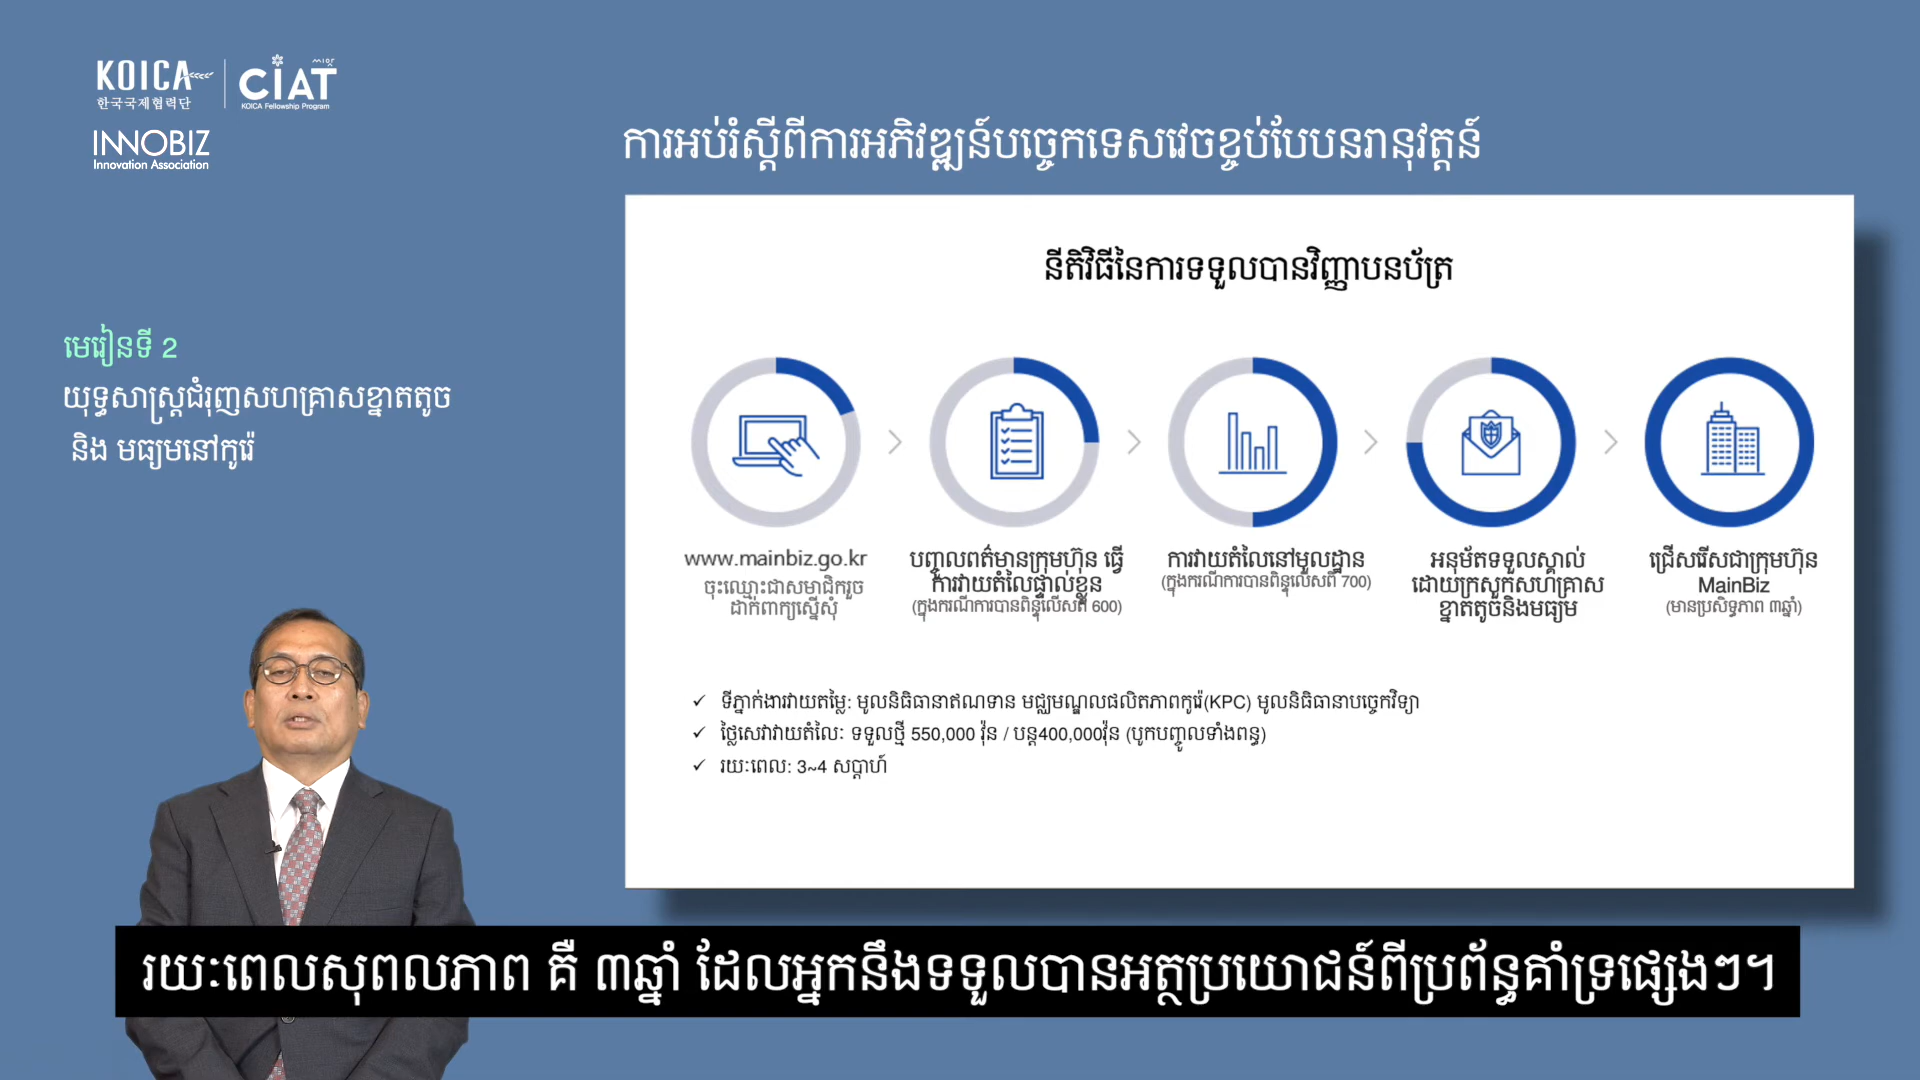 KOICA
한국국제협력단
CIAT
KOICA Fellowship Program
INNOBIZ
Innovation Association
ការអប់រំស្តីពីការអភិវឌ្ឍន៍បច្ចេកទេសវេចខ្ចប់បែបនវានុវត្តន៍
មេរៀនទី 2
យុទ្ធសាស្ត្រជំរុញសហគ្រាសខ្នាតតូច
និង មធ្យមនៅកូរ៉េ
នីតិវិធីនៃការទទួលបានវិញ្ញាបនប័ត្រ
www.mainbiz.go.kr
ចុះឈ្មោះជាសមាជិករួច
ដាក់ពាក្យស្នើសុំ
បញ្ចូលពត៌មានក្រុមហ៊ុន ធ្វើ
ការវាយតំលៃផ្ទាល់ខ្លួន
(ក្នុងករណីការបានពិន្ទុលើសពី 600)
ការវាយតំលៃនៅមូលដ្ឋាន
(ក្នុងករណីការបានពិន្ទុលើសពី 700)
អនុម័តទទួលស្គាល់
ដោយក្រសួកសហគ្រាស
ខ្នាតតូចនិងមធ្យម
ជ្រើសរើសជាក្រុមហ៊ុន
MainBiz
(មានប្រសិទ្ធភាព ៣ឆ្នាំ)
✓ ទីភ្នាក់ងារវាយតម្លៃ: មូលនិធិធានាឥណទាន មជ្ឈមណ្ឌលផលិតភាពកូរ៉េ(KPC) មូលនិធិធានាបច្ចេកវិទ្យា
✓ ថ្លៃសេវាវាយតំលៃៈ ទទួលថ្មី 550,000 វ៉ុន / បន្ត400,000វ៉ុន (បូកបញ្ចូលទាំងពន្ធ)
✓ រយ:ពេល: 3~4 សប្តាហ៍
រយៈពេលសុពលភាព គឺ ៣ឆ្នាំ ដែលអ្នកនឹងទទួលបានអត្ថប្រយោជន៍ពីប្រព័ន្ធគាំទ្រផ្សេងៗ។